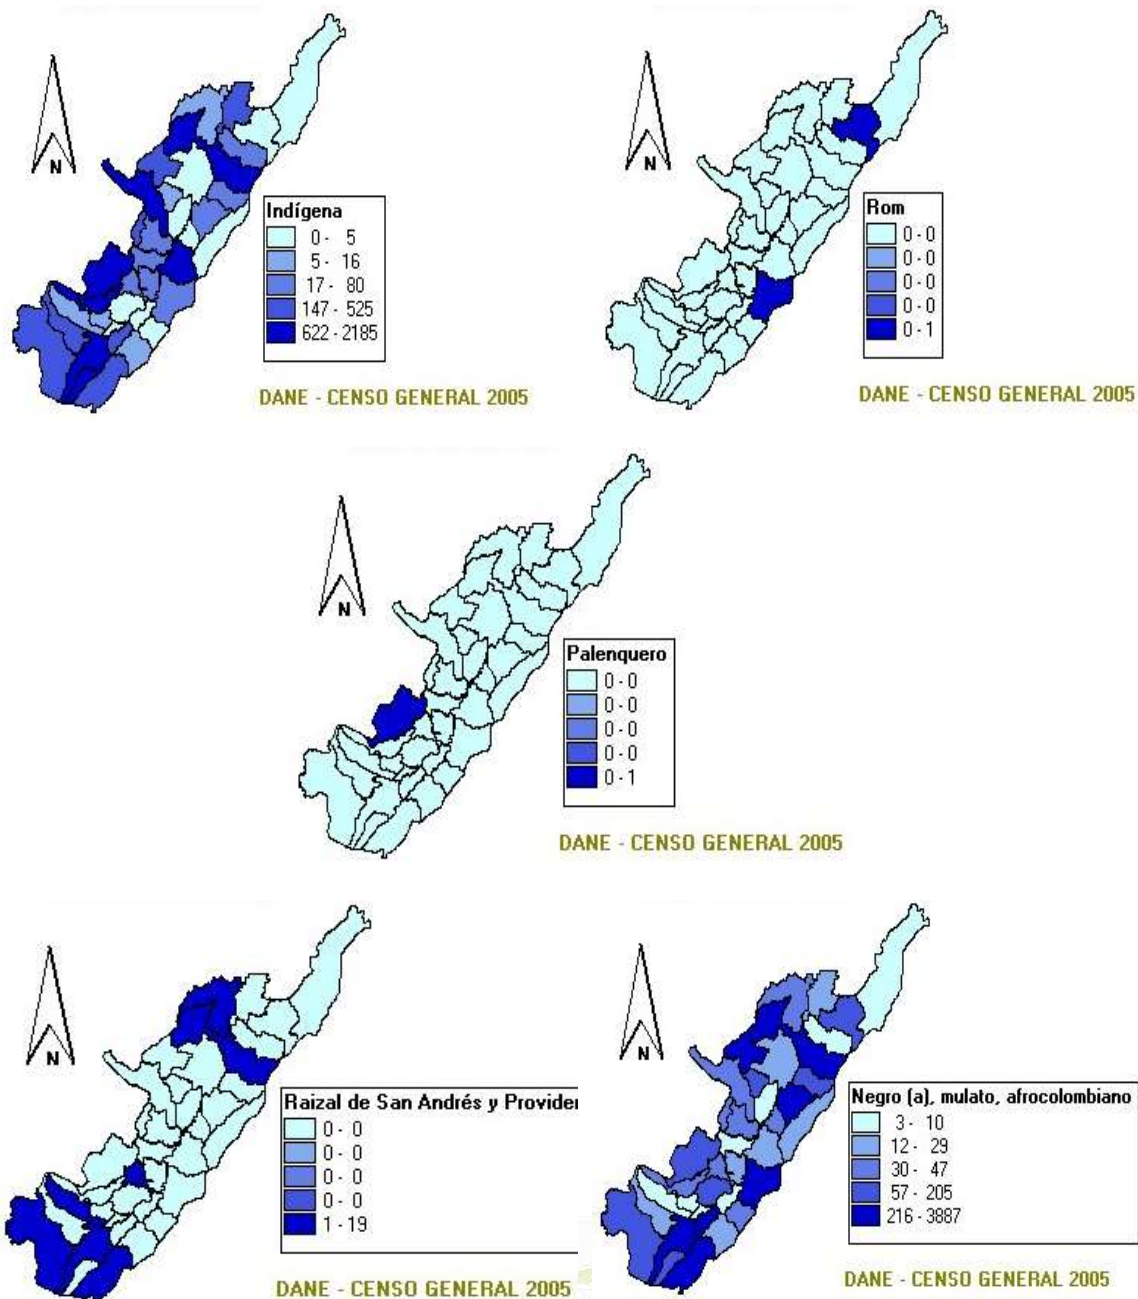 N
Indígena
0 - 5
5 - 16
17 - 80
147 - 525
622 - 2185
DANE - CENSO GENERAL 2005
N
Rom
0 - 0
0 - 0
0 - 0
0 - 0
0 - 1
DANE - CENSO GENERAL 2005
N
Palenquero
0 - 0
0 - 0
0 - 0
0 - 0
0 - 1
DANE - CENSO GENERAL 2005
N
Raizal de San Andrés y Providen
0 - 0
0 - 0
0 - 0
0 - 0
1 - 19
DANE - CENSO GENERAL 2005
N
Negro (a), mulato, afrocolombiano
3 - 10
12 - 29
30 - 47
57 - 205
216 - 3887
DANE - CENSO GENERAL 2005